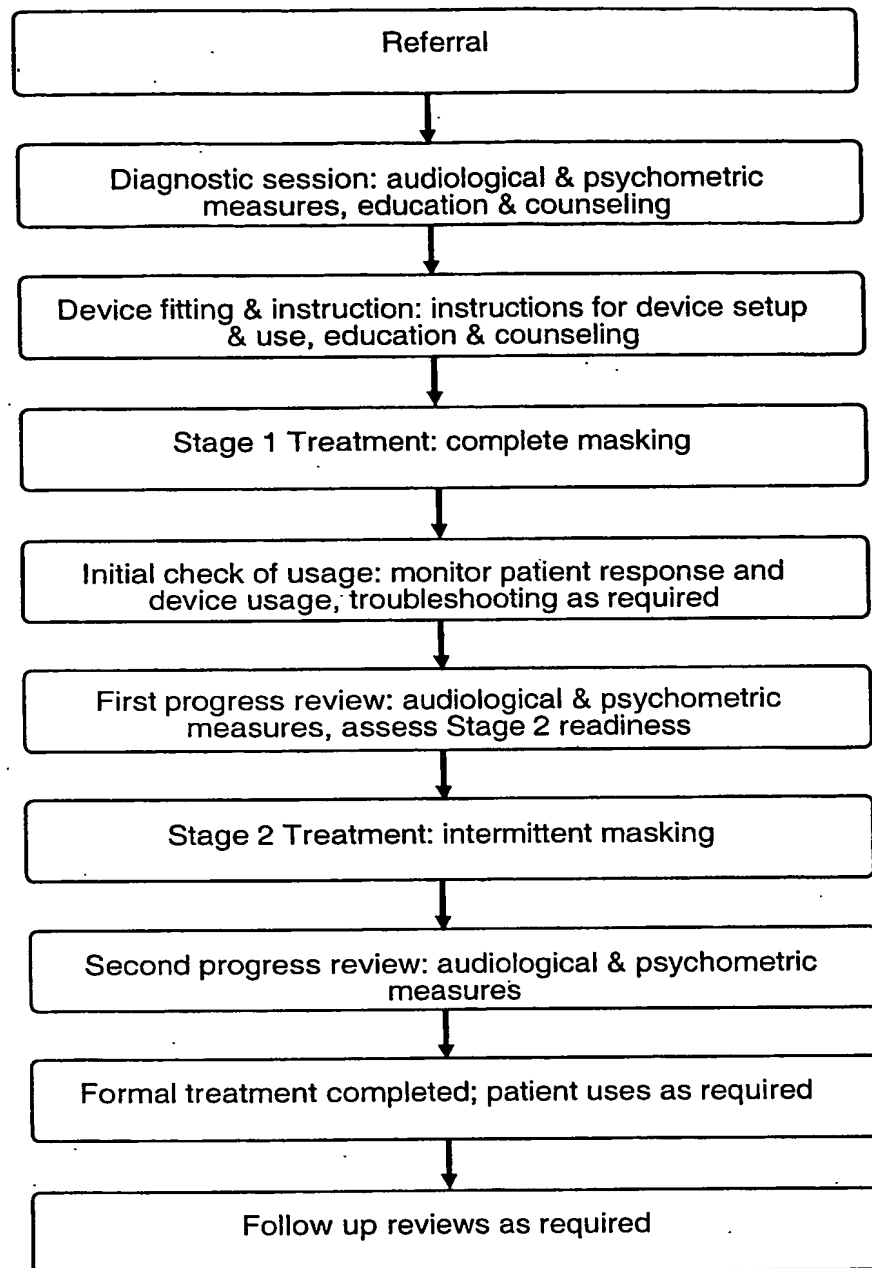 Referral
Diagnostic session: audiological & psychometric
measures, education & counseling
Device fitting & instruction: instructions for device setup
& use, education & counseling
Stage 1 Treatment: complete masking
Initial check of usage: monitor patient response and
device usage, troubleshooting as required
First progress review: audiological & psychometric
measures, assess Stage 2 readiness
Stage 2 Treatment: intermittent masking
Second progress review: audiological & psychometric
measures
Formal treatment completed; patient uses as required
Follow up reviews as required